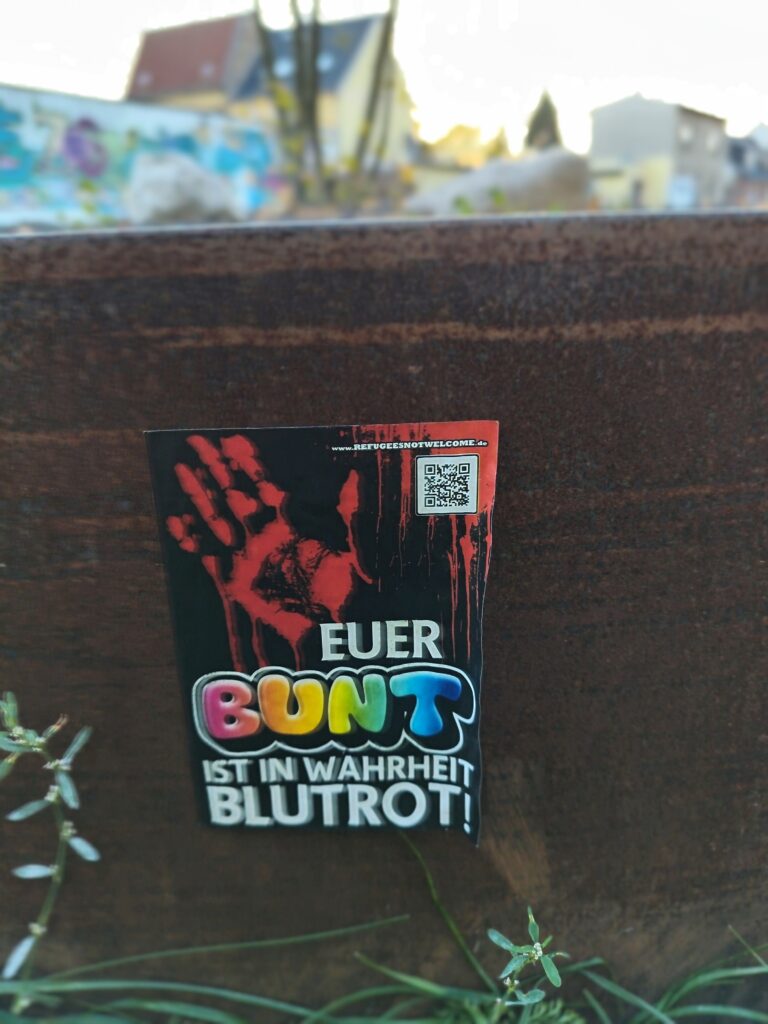 www.REFUGEESNOTWELCOME.de
EUER
BUNT
IST IN WAHRHEIT
BLUTROT!